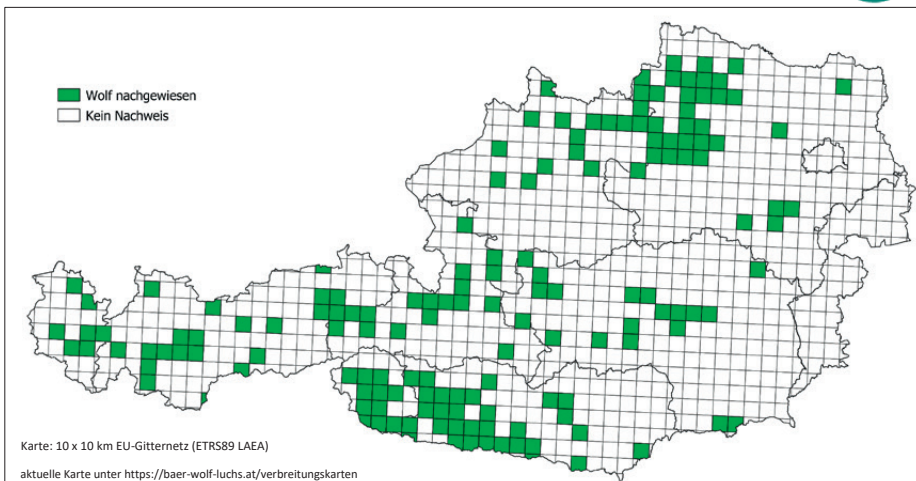 Wolf nachgewiesen
Kein Nachweis
Karte: 10 x 10 km EU-Gitternetz (ETRS89 LAEA)
aktuelle Karte unter https://baer-wolf-luchs.at/verbreitungskarten